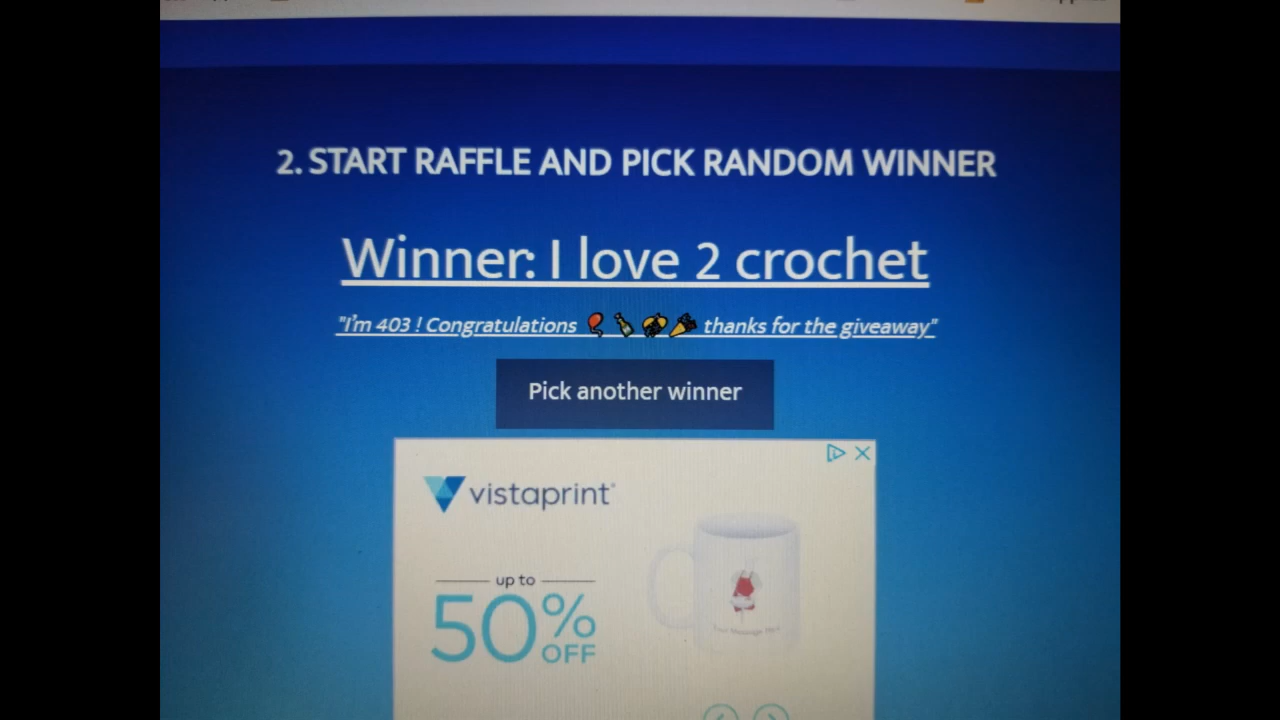 2. START RAFFLE AND PICK RANDOM WINNER
Winner: I love 2 crochet
"I'm 403 ! Congratulations 🎈🍾🎊🎉 thanks for the giveaway"
Pick another winner
vistaprint
up to
50%
OFF